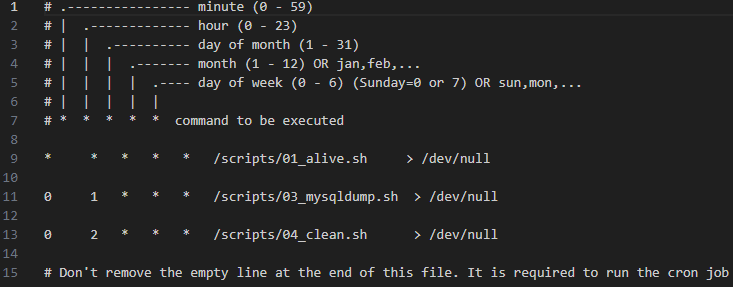 1 # .---------------- minute (0 - 59)
2 # | .------------- hour (0 - 23)
3 # | | .---------- day of month (1 - 31)
4 # | | | .------- month (1 - 12) OR jan,feb,...
5 # | | | | .---- day of week (0 - 6) (Sunday=0 or 7) OR sun,mon,...
6 # | | | | |
7 # * * * * * command to be executed
8
9 * * * * * /scripts/01_alive.sh > /dev/null
10
11 0 1 * * * /scripts/03_mysqldump.sh > /dev/null
12
13 0 2 * * * /scripts/04_clean.sh > /dev/null
14
15 # Don't remove the empty line at the end of this file. It is required to run the cron job